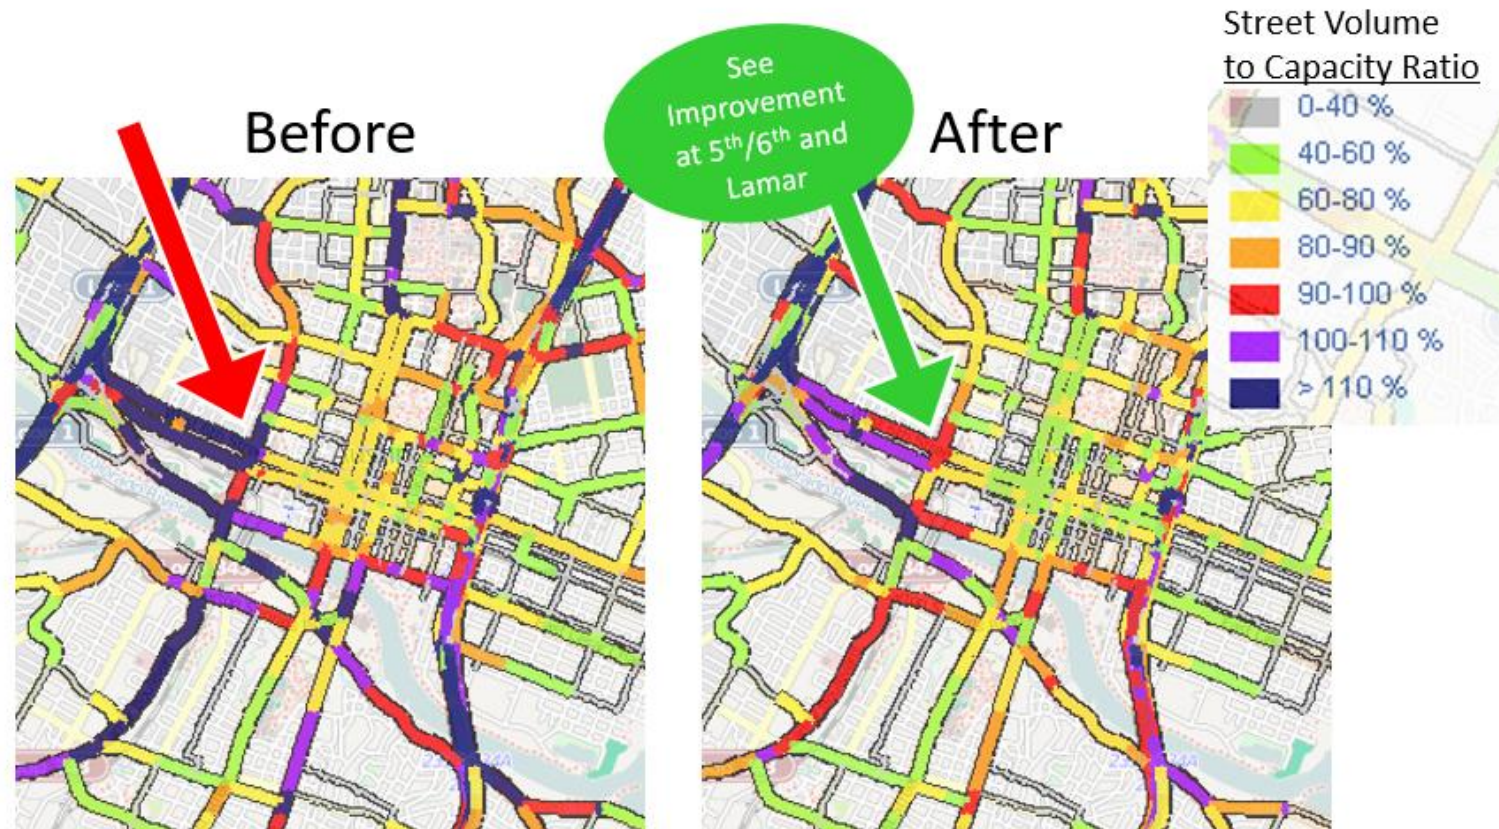 Before
See
Improvement
at 5th/6th and
Lamar
After
Street Volume
to Capacity Ratio
0-40 %
40-60 %
60-80 %
80-90 %
90-100 %
100-110 %
> 110 %